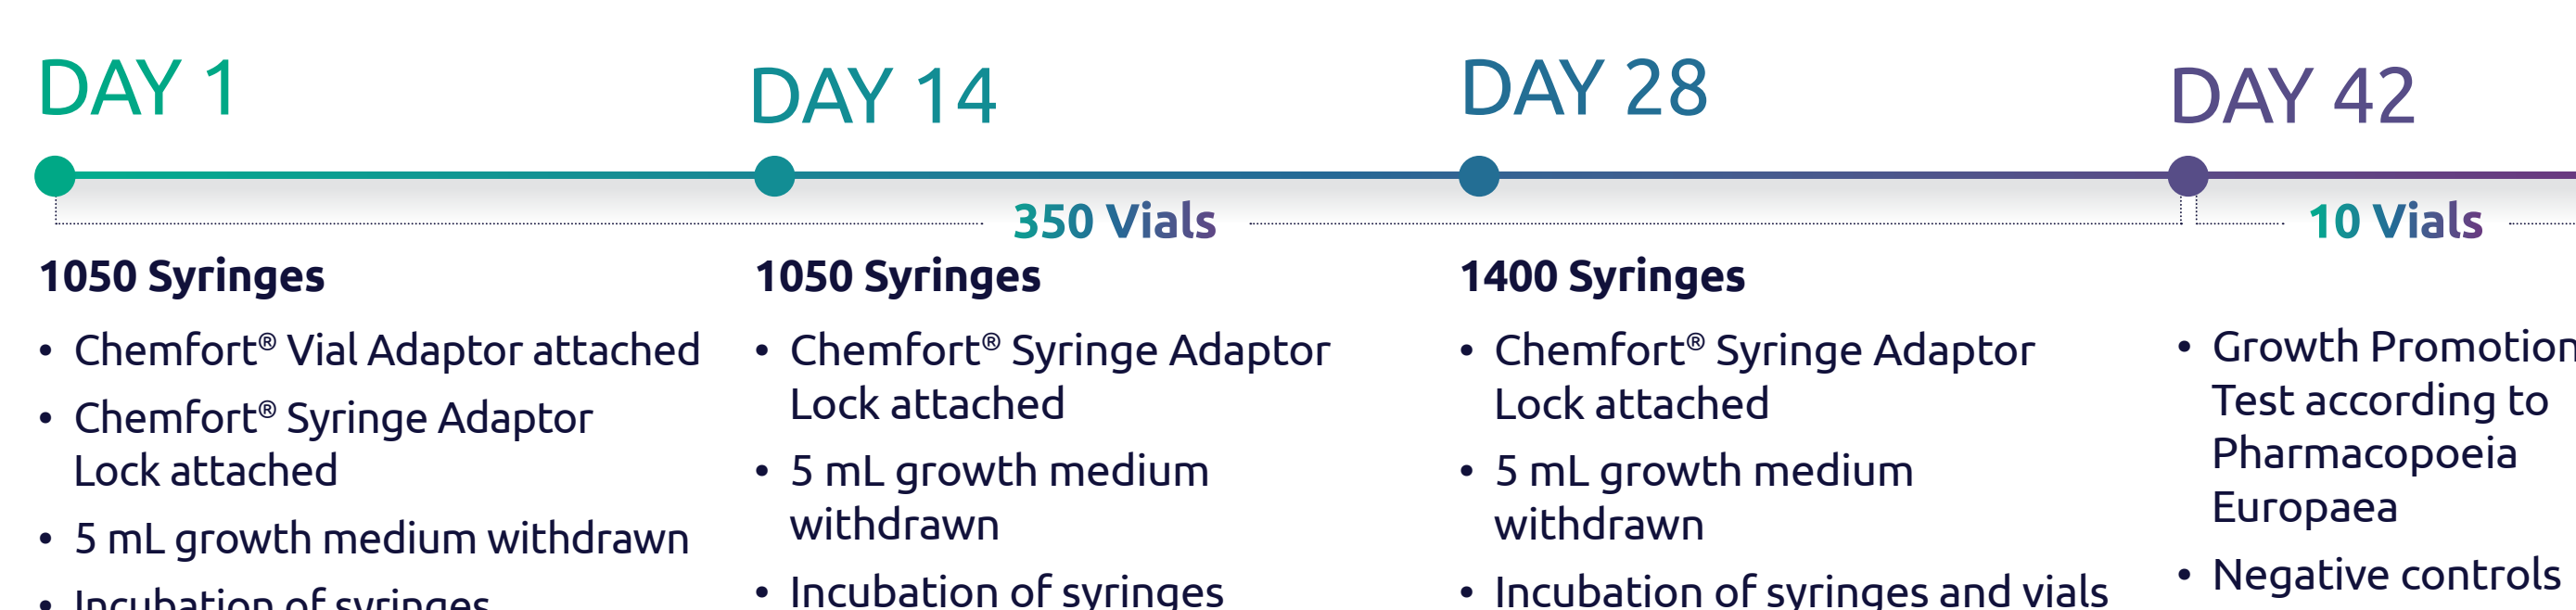 DAY 1
DAY 14
DAY 28
DAY 42
350 Vials
10 Vials
1050 Syringes
• Chemfort® Vial Adaptor attached
• Chemfort® Syringe Adaptor
Lock attached
• 5 mL growth medium withdrawn
• Incubation of syringes
1050 Syringes
• Chemfort® Syringe Adaptor
Lock attached
• 5 mL growth medium
withdrawn
• Incubation of syringes
1400 Syringes
• Chemfort® Syringe Adaptor
Lock attached
• 5 mL growth medium
withdrawn
• Incubation of syringes and vials
• Growth Promotion
Test according to
Pharmacopoeia
Europaea
• Negative controls